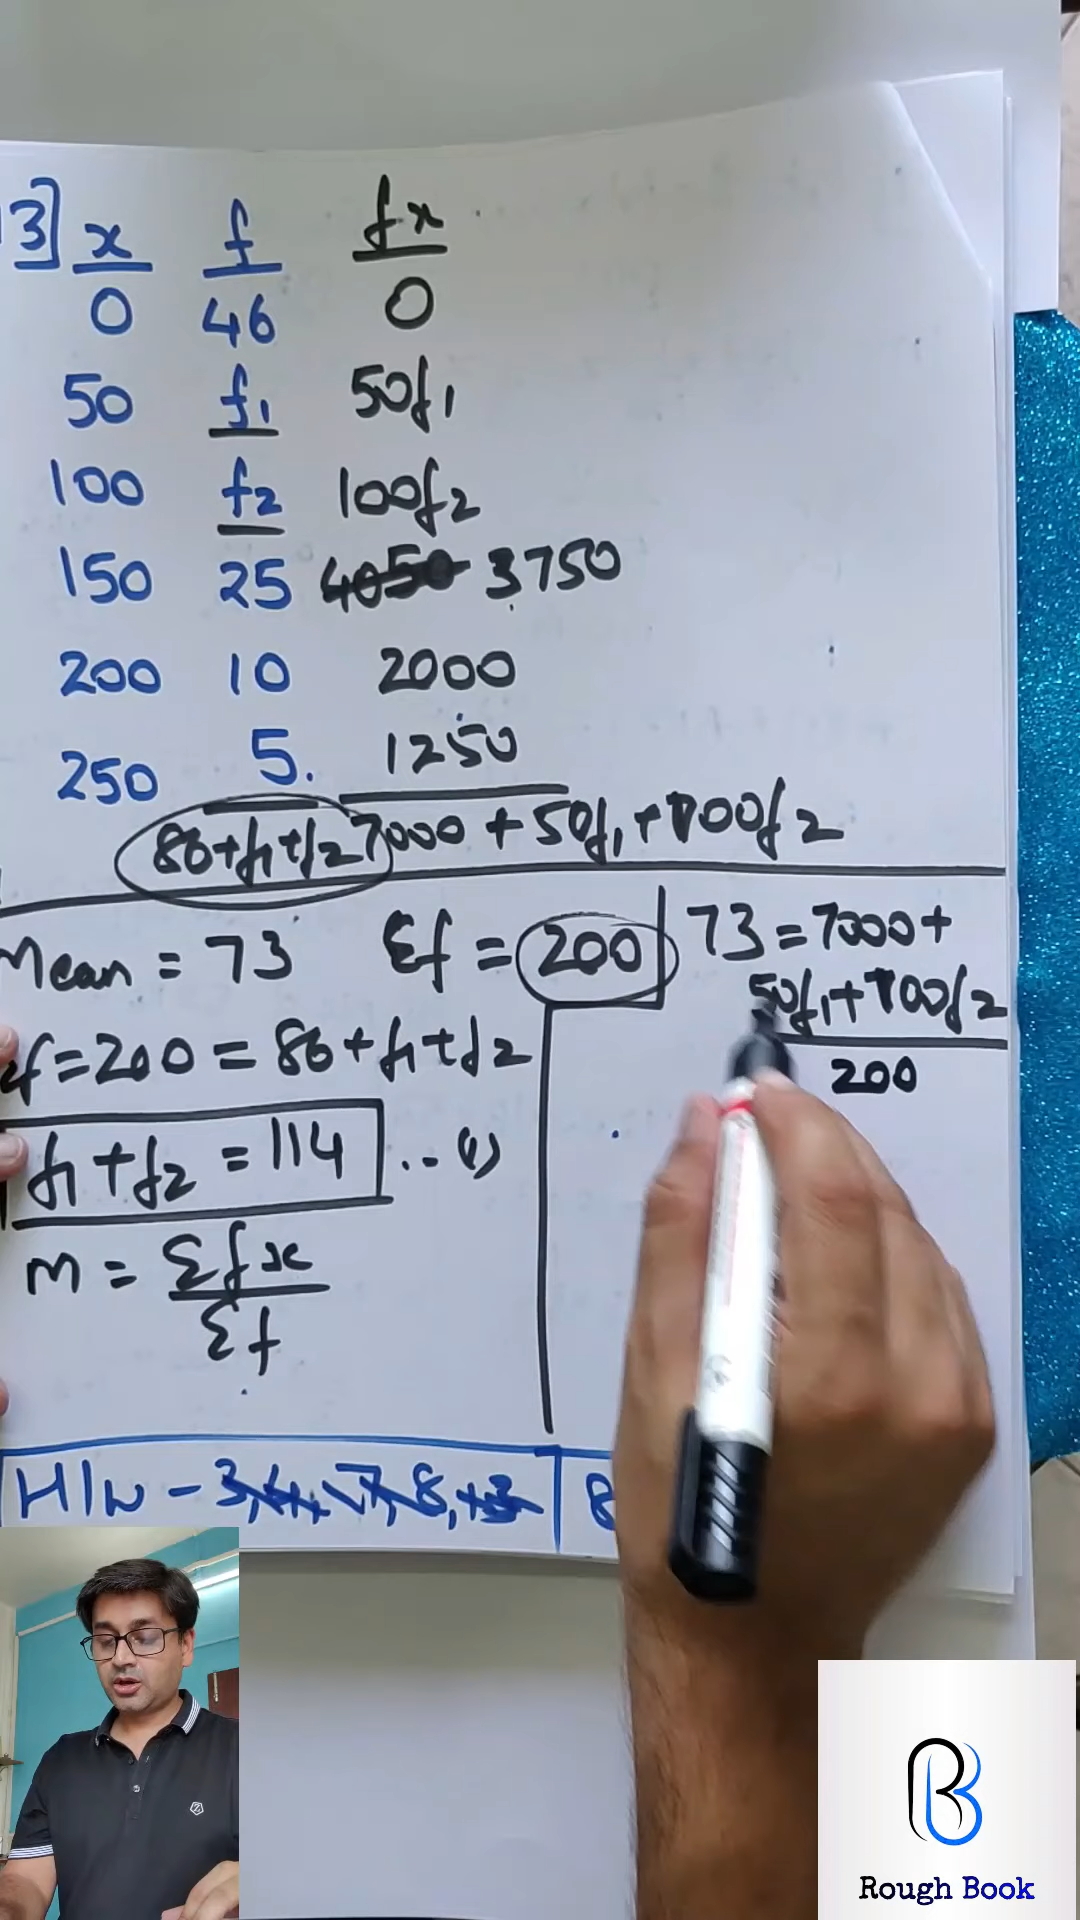 13] x f fx
0 46 0
50 f1 50f1
100 f2 100f2
150 25 4050 3750
200 10 2000
250 5. 1250
86+f1+f2 7000 + 50f1 + 100f2
Mean = 73 Σf = 200
Σf = 200 = 86 + f1 + f2
f1 + f2 = 114 ... (1)
M = Σfx
Σf
73 = 7000 +
50f1 + 100f2
200
H/w - 3, 4, 7, 8, 13
8
B
Rough Book